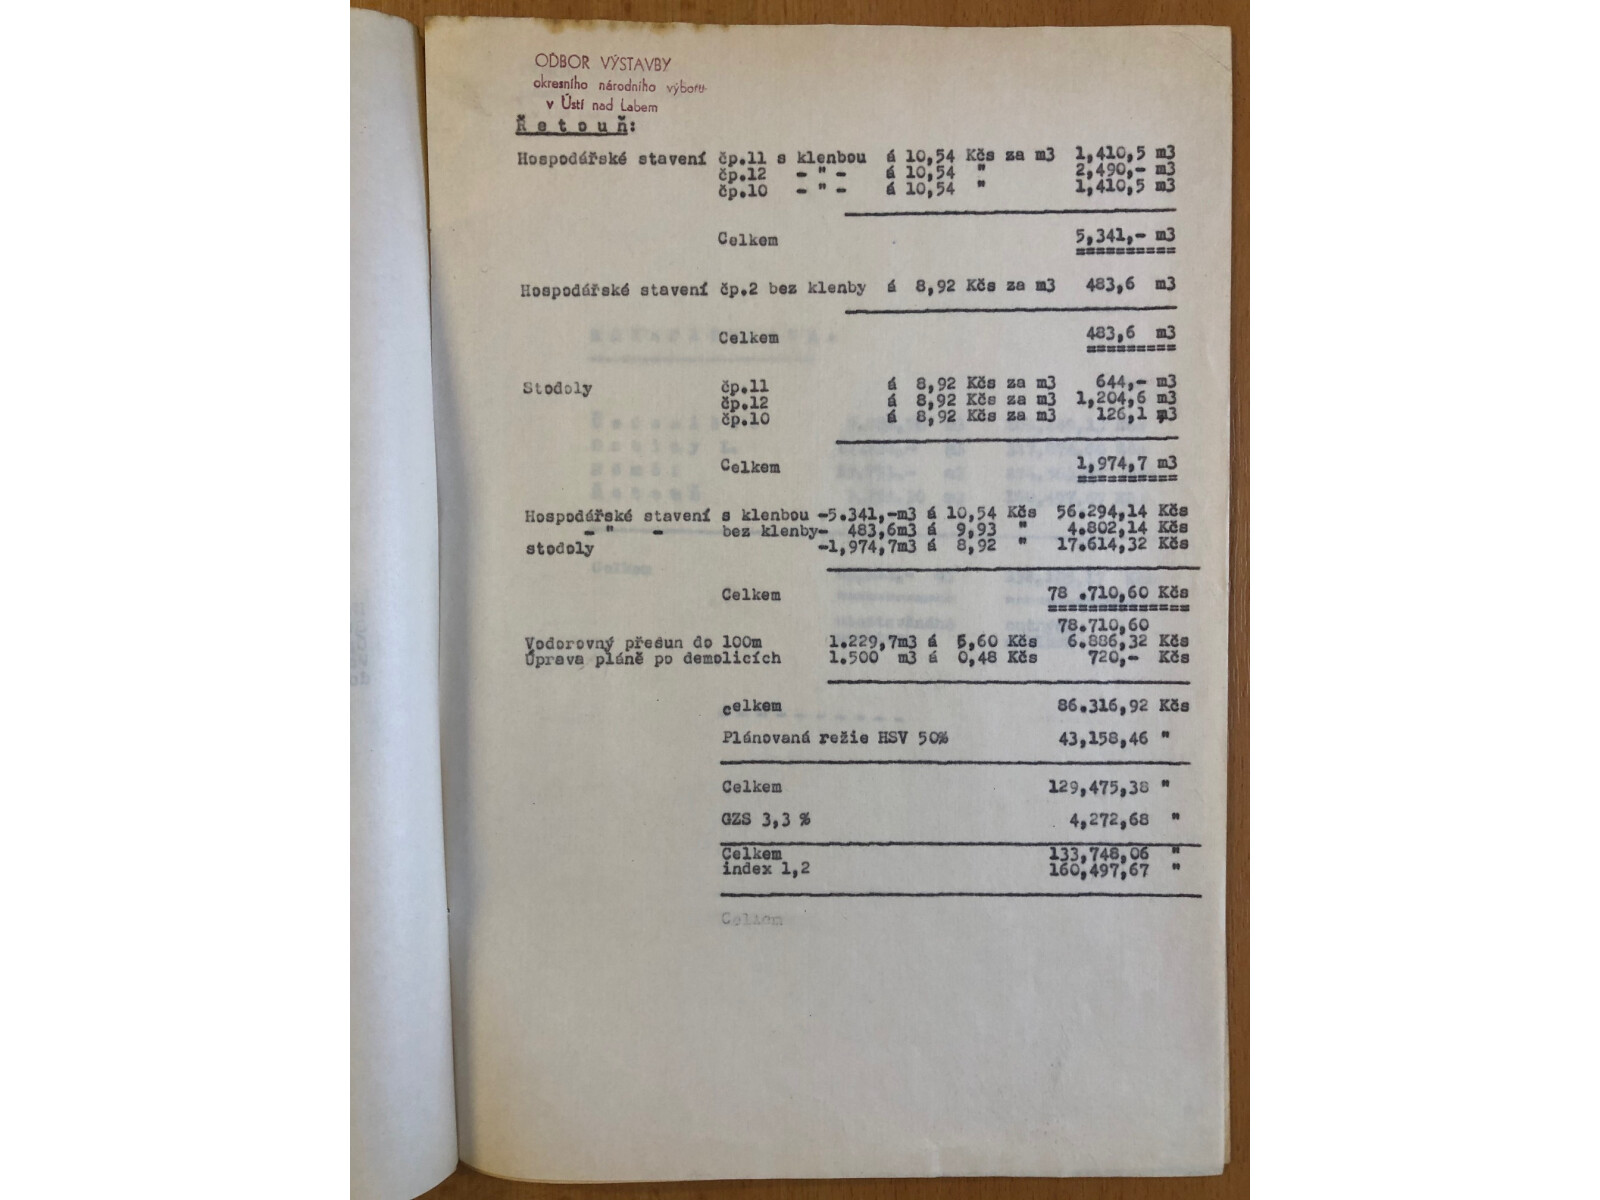 ODBOR VÝSTAVBY
okresního národního výboru
v Ústí nad Labem
Řetouň:
Hospodářské stavení čp.11 s klenbou á 10,54 Kčs za m3 1,410,5 m3
čp.12 - " - á 10,54 " 2,490,- m3
čp.10 - " - á 10,54 " 1,410,5 m3
Celkem 5,341,- m3
Hospodářské stavení čp.2 bez klenby á 8,92 Kčs za m3 483,6 m3
Celkem 483,6 m3
Stodoly čp.11 á 8,92 Kčs za m3 644,- m3
čp.12 á 8,92 Kčs za m3 1,204,6 m3
čp.10 á 8,92 Kčs za m3 126,1 m3
Celkem 1,974,7 m3
Hospodářské stavení s klenbou -5.341,-m3 á 10,54 Kčs 56.294,14 Kčs
- " - bez klenby- 483,6m3 á 9,93 " 4.802,14 Kčs
stodoly -1,974,7m3 á 8,92 " 17.614,32 Kčs
Celkem 78 .710,60 Kčs
78.710,60
Vodorovný přesun do 100m 1.229,7m3 á 5,60 Kčs 6.886,32 Kčs
Úprava pláně po demolicích 1.500 m3 á 0,48 Kčs 720,- Kčs
celkem 86.316,92 Kčs
Plánovaná režie HSV 50% 43,158,46 "
Celkem 129,475,38 "
GZS 3,3 % 4,272,68 "
Celkem 133,748,06 "
index 1,2 160,497,67 "